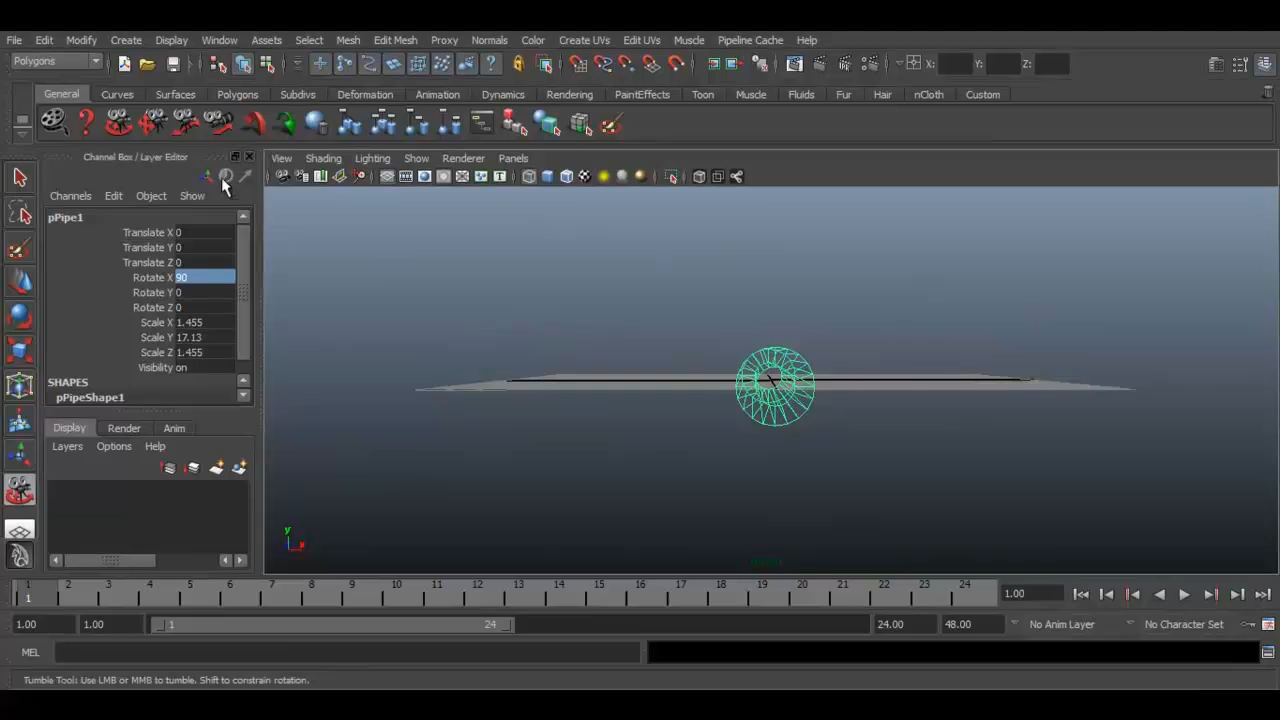 File Edit Modify Create Display Window Assets Select Mesh Edit Mesh Proxy Normals Color Create UVs Edit UVs Muscle Pipeline Cache Help
Polygons X: Y: Z:
General Curves Surfaces Polygons Subdivs Deformation Animation Dynamics Rendering PaintEffects Toon Muscle Fluids Fur Hair nCloth Custom
Channel Box / Layer Editor
Channels Edit Object Show
pPipe1
Translate X 0
Translate Y 0
Translate Z 0
Rotate X 90
Rotate Y 0
Rotate Z 0
Scale X 1.455
Scale Y 17.13
Scale Z 1.455
Visibility on
SHAPES
pPipeShape1
Display Render Anim
Layers Options Help
View Shading Lighting Show Renderer Panels
y
x
1 2 3 4 5 6 7 8 9 10 11 12 13 14 15 16 17 18 19 20 21 22 23 24
1
1.00
1.00 1.00 1 24 24.00 48.00 No Anim Layer No Character Set
MEL
Tumble Tool: Use LMB or MMB to tumble. Shift to constrain rotation.